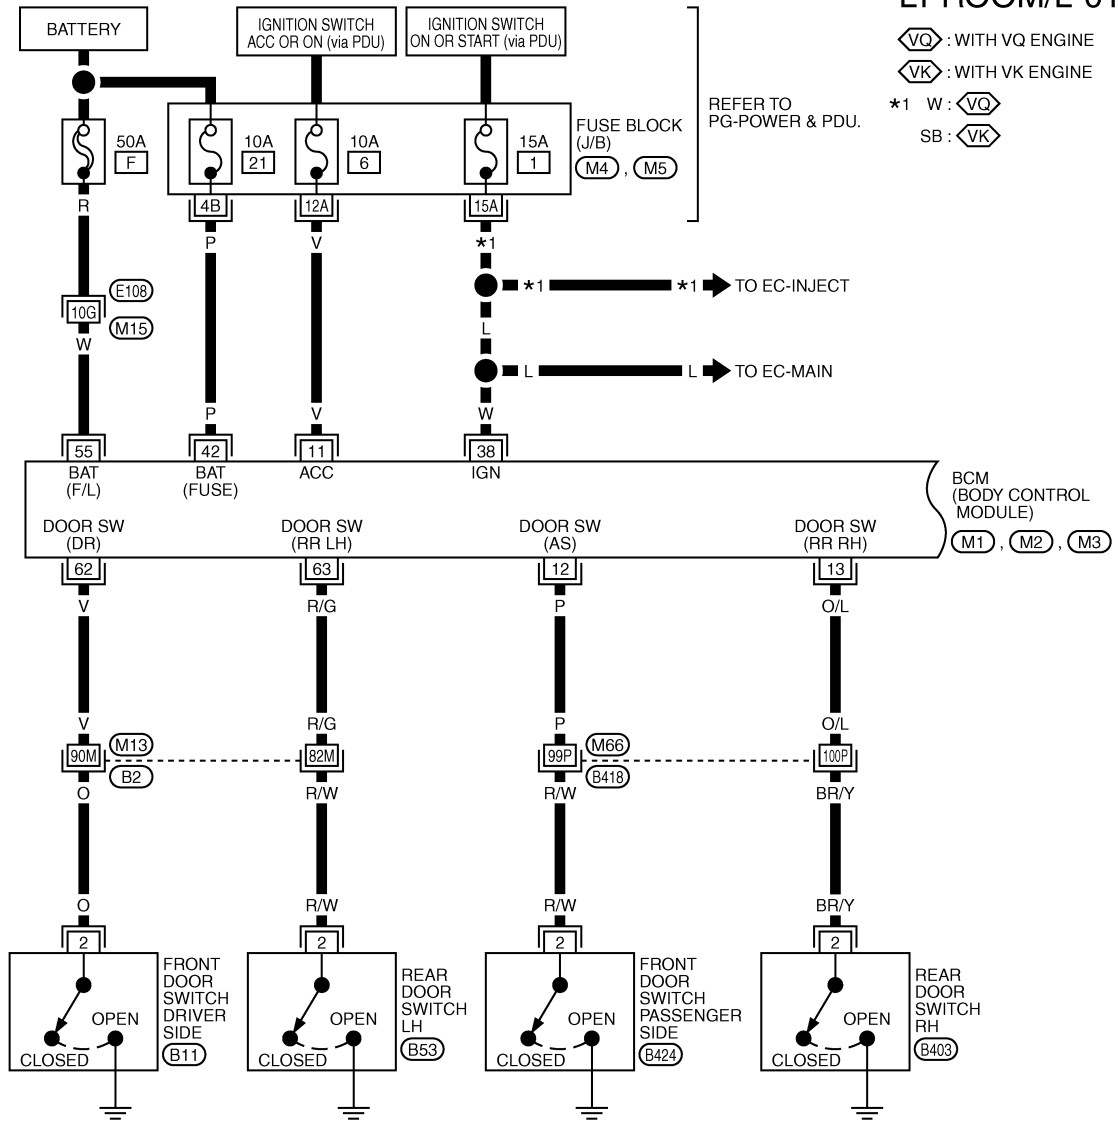 BATTERY
IGNITION SWITCH
ACC OR ON (via PDU)
IGNITION SWITCH
ON OR START (via PDU)
VQ : WITH VQ ENGINE
VK : WITH VK ENGINE
*1 W : VQ
SB : VK
REFER TO
PG-POWER & PDU.
50A
F
10A
21
10A
6
15A
1
FUSE BLOCK
(J/B)
M4 , M5
R
4B
12A
15A
P
V
*1
E108
10G
M15
W
*1
*1
TO EC-INJECT
L
L
L
TO EC-MAIN
P
V
W
55
42
11
38
BAT
(F/L)
BAT
(FUSE)
ACC
IGN
BCM
(BODY CONTROL
MODULE)
M1 , M2 , M3
DOOR SW
(DR)
DOOR SW
(RR LH)
DOOR SW
(AS)
DOOR SW
(RR RH)
62
63
12
13
V
R/G
P
O/L
V
R/G
P
O/L
90M
M13
B2
82M
99P
M66
B418
100P
O
R/W
R/W
BR/Y
O
R/W
R/W
BR/Y
2
2
2
2
OPEN
CLOSED
FRONT
DOOR
SWITCH
DRIVER
SIDE
B11
OPEN
CLOSED
REAR
DOOR
SWITCH
LH
B53
OPEN
CLOSED
FRONT
DOOR
SWITCH
PASSENGER
SIDE
B424
OPEN
CLOSED
REAR
DOOR
SWITCH
RH
B403